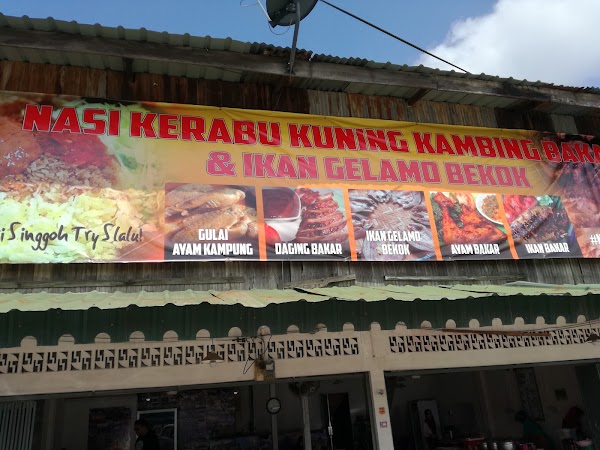 NASI KERABU KUNING KAMBING BAK
& IKAN GELAMO BEKOK
i Singgoh Try Slalu!
GULAI
AYAM KAMPUNG
DAGING BAKAR
IKAN GELAMO
BEKOK
AYAM BAKAR
IKAN BAKAR